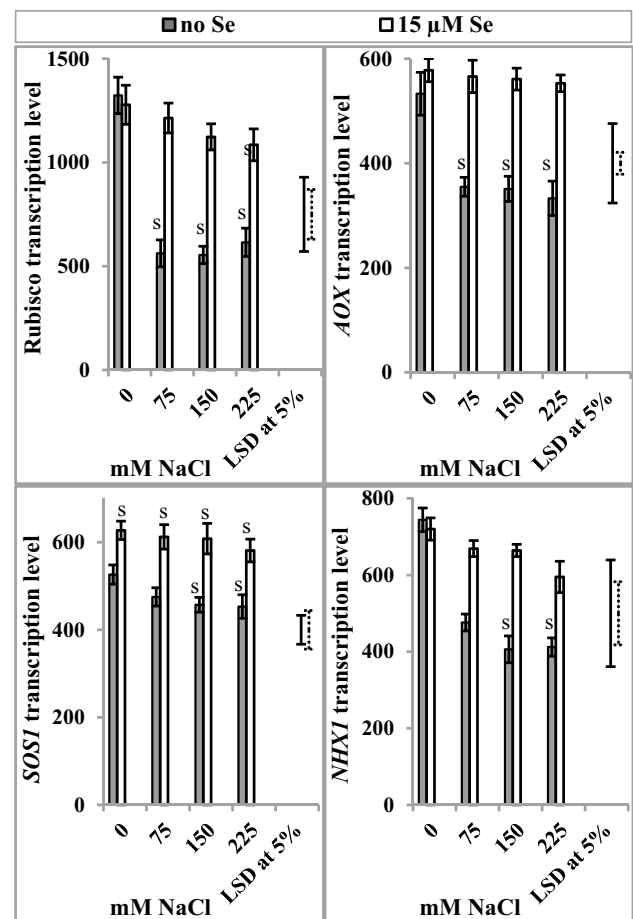 no Se 15 µM Se
Rubisco transcription level
1500
1000
500
0
s
s
s
s
0 75 150 225 LSD at 5%
mM NaCl
AOX transcription level
600
400
200
0
s
s
s
0 75 150 225 LSD at 5%
mM NaCl
SOS1 transcription level
600
400
200
0
s
s
s
s
s
s
0 75 150 225 LSD at 5%
mM NaCl
NHX1 transcription level
800
600
400
200
0
s
s
0 75 150 225 LSD at 5%
mM NaCl